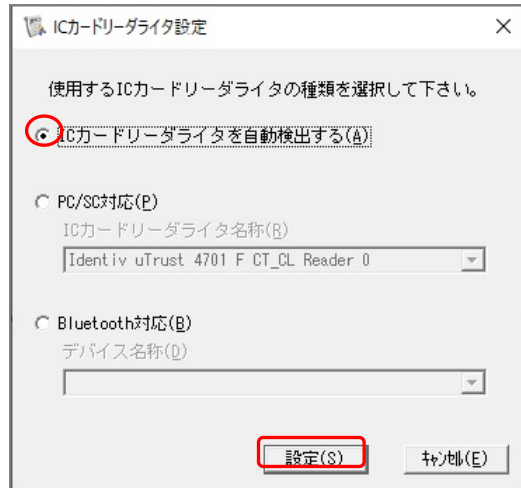 ICカードリーダライタ設定
使用するICカードリーダライタの種類を選択して下さい。
ICカードリーダライタを自動検出する(A)
PC/SC対応(P)
ICカードリーダライタ名称(R)
Identiv uTrust 4701 F CT_CL Reader 0
Bluetooth対応(B)
デバイス名称(D)
設定(S) ｷｬﾝｾﾙ(E)